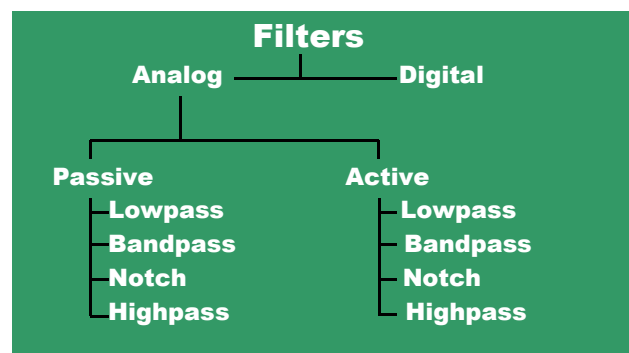 Filters
Analog Digital
Passive Active
Lowpass Lowpass
Bandpass Bandpass
Notch Notch
Highpass Highpass